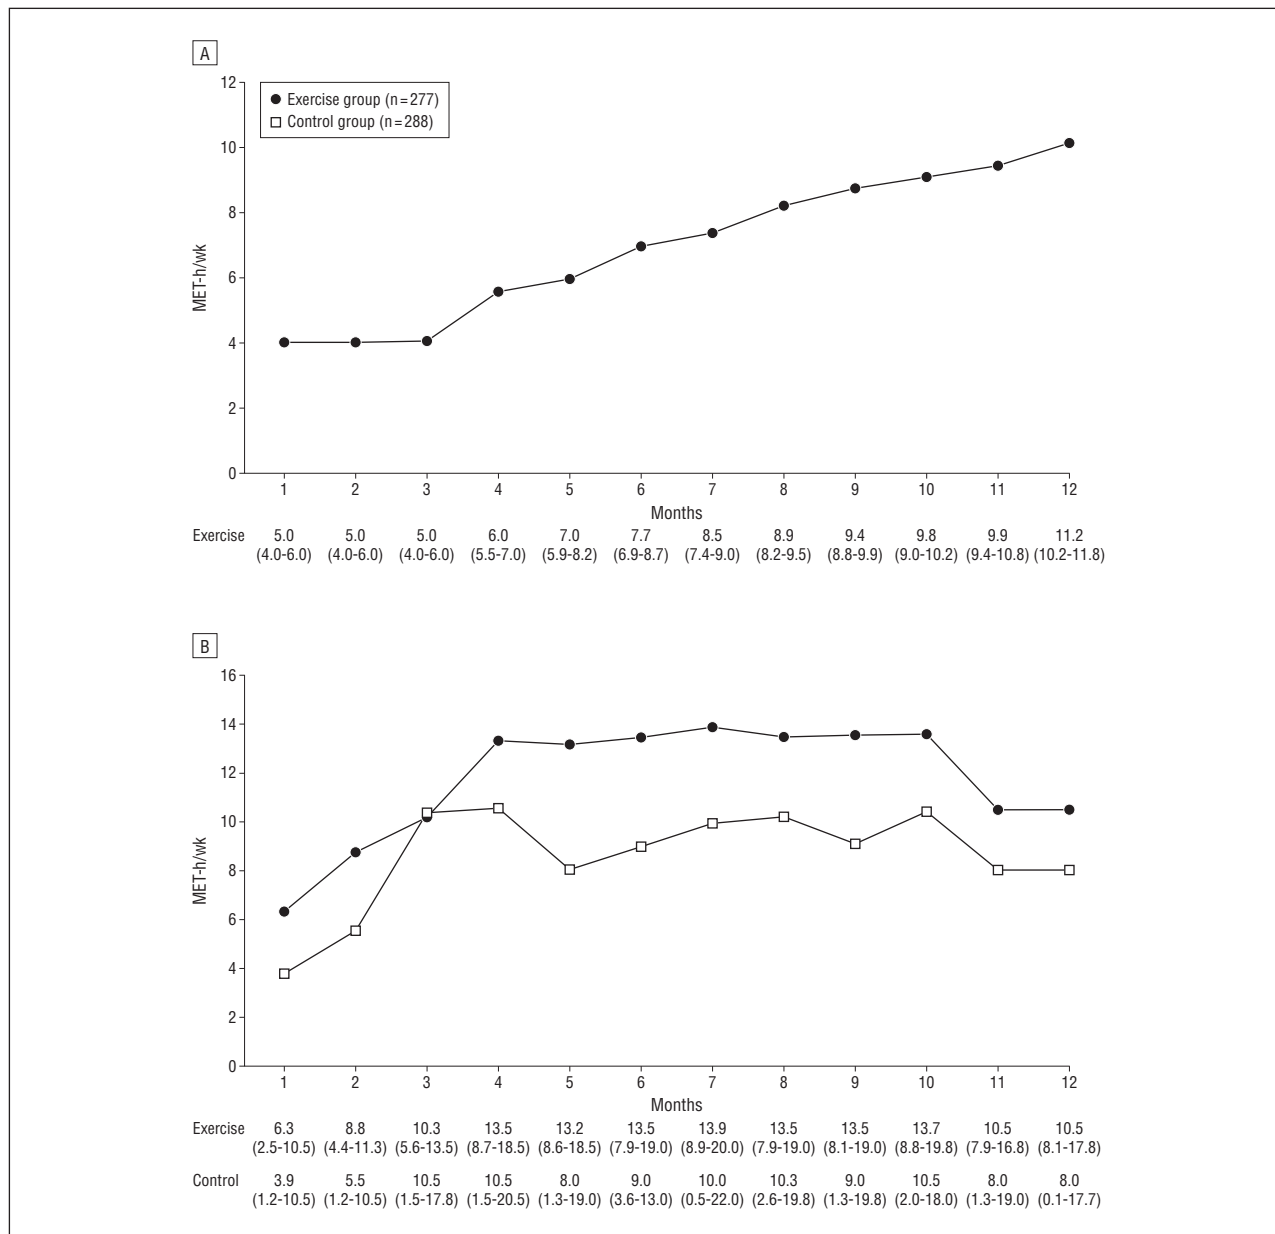 A
12
10
8
6
4
2
0
MET-h/wk
Exercise group (n=277)
Control group (n=288)
1 2 3 4 5 6 7 8 9 10 11 12
Months
Exercise 5.0 5.0 5.0 6.0 7.0 7.7 8.5 8.9 9.4 9.8 9.9 11.2
(4.0-6.0) (4.0-6.0) (4.0-6.0) (5.5-7.0) (5.9-8.2) (6.9-8.7) (7.4-9.0) (8.2-9.5) (8.8-9.9) (9.0-10.2) (9.4-10.8) (10.2-11.8)
B
16
14
12
10
8
6
4
2
0
MET-h/wk
1 2 3 4 5 6 7 8 9 10 11 12
Months
Exercise 6.3 8.8 10.3 13.5 13.2 13.5 13.9 13.5 13.5 13.7 10.5 10.5
(2.5-10.5) (4.4-11.3) (5.6-13.5) (8.7-18.5) (8.6-18.5) (7.9-19.0) (8.9-20.0) (7.9-19.0) (8.1-19.0) (8.8-19.8) (7.9-16.8) (8.1-17.8)
Control 3.9 5.5 10.5 10.5 8.0 9.0 10.0 10.3 9.0 10.5 8.0 8.0
(1.2-10.5) (1.2-10.5) (1.5-17.8) (1.5-20.5) (1.3-19.0) (3.6-13.0) (0.5-22.0) (2.6-19.8) (1.3-19.8) (2.0-18.0) (1.3-19.0) (0.1-17.7)